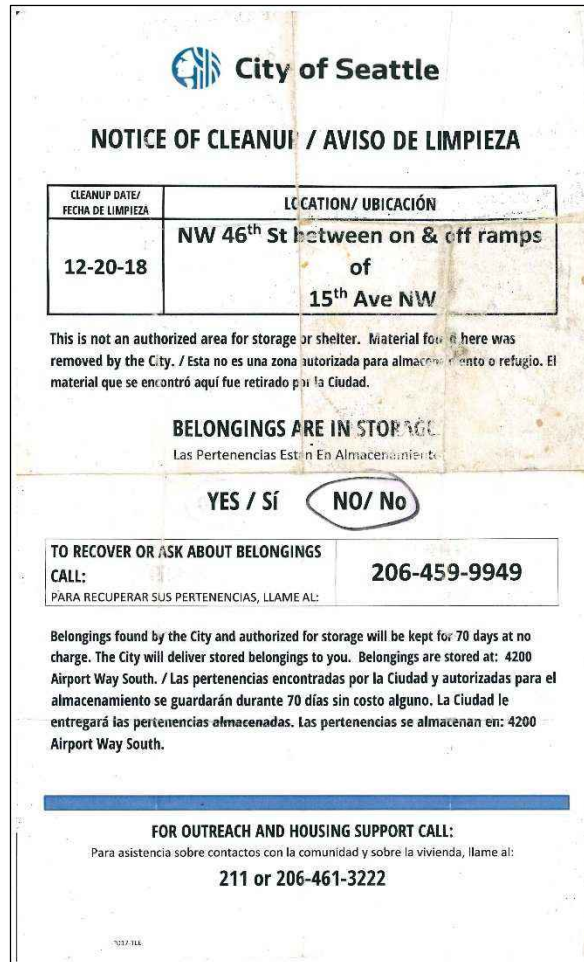 City of Seattle
NOTICE OF CLEANUP / AVISO DE LIMPIEZA
CLEANUP DATE/
FECHA DE LIMPIEZA
LOCATION/ UBICACIÓN
12-20-18
NW 46th St between on & off ramps
of
15th Ave NW
This is not an authorized area for storage or shelter. Material found here was
removed by the City. / Esta no es una zona autorizada para almacenamiento o refugio. El
material que se encontró aquí fue retirado por la Ciudad.
BELONGINGS ARE IN STORAGE
Las Pertenencias Están En Almacenamiento
YES / Sí NO/ No
TO RECOVER OR ASK ABOUT BELONGINGS
CALL:
PARA RECUPERAR SUS PERTENENCIAS, LLAME AL:
206-459-9949
Belongings found by the City and authorized for storage will be kept for 70 days at no
charge. The City will deliver stored belongings to you. Belongings are stored at: 4200
Airport Way South. / Las pertenencias encontradas por la Ciudad y autorizadas para el
almacenamiento se guardarán durante 70 días sin costo alguno. La Ciudad le
entregará las pertenencias almacenadas. Las pertenencias se almacenan en: 4200
Airport Way South.
FOR OUTREACH AND HOUSING SUPPORT CALL:
Para asistencia sobre contactos con la comunidad y sobre la vivienda, llame al:
211 or 206-461-3222